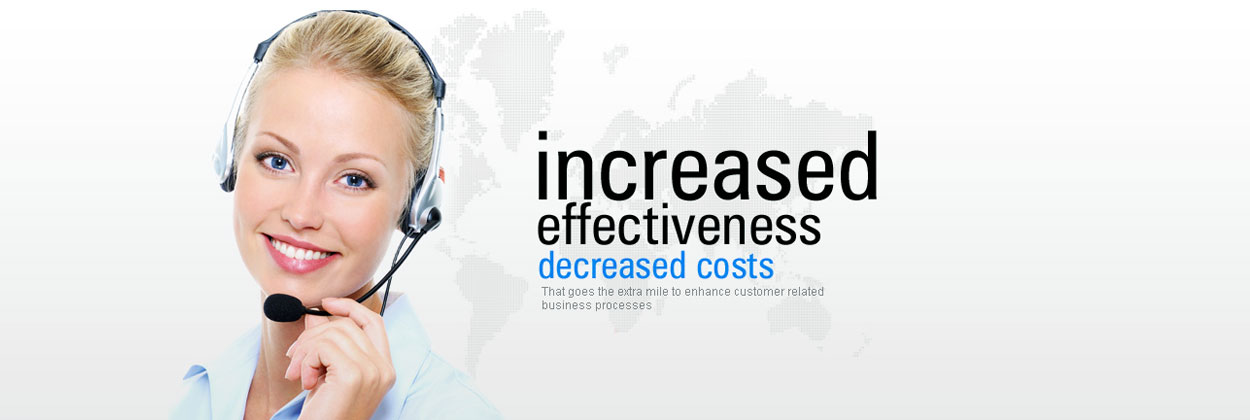 increased
effectiveness
decreased costs
That goes the extra mile to enhance customer related
business processes